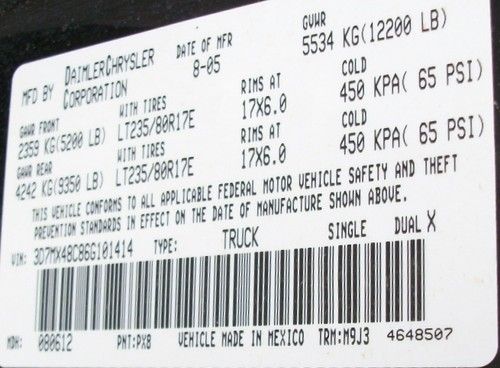 MFD BY DAIMLERCHRYSLER CORPORATION
DATE OF MFR 8-05
GVWR 5534 KG(12200 LB)
GAWR FRONT WITH TIRES RIMS AT COLD
2359 KG(5200 LB) LT235/80R17E 17X6.0 450 KPA( 65 PSI)
GAWR REAR WITH TIRES RIMS AT COLD
4242 KG(9350 LB) LT235/80R17E 17X6.0 450 KPA( 65 PSI)
THIS VEHICLE CONFORMS TO ALL APPLICABLE FEDERAL MOTOR VEHICLE SAFETY AND THEFT
PREVENTION STANDARDS IN EFFECT ON THE DATE OF MANUFACTURE SHOWN ABOVE.
VIN: 3D7MX48C86G101414 TYPE: TRUCK SINGLE DUAL X
MDH: 080612 PNT:PX8 VEHICLE MADE IN MEXICO TRM:M9J3 4648507